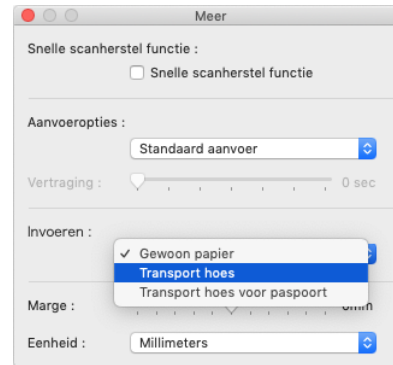 Meer
Snelle scanherstel functie :
Snelle scanherstel functie
Aanvoeropties :
Standaard aanvoer
Vertraging : 0 sec
Invoeren :
✓ Gewoon papier
Transport hoes
Transport hoes voor paspoort
Marge : 0mm
Eenheid : Millimeters